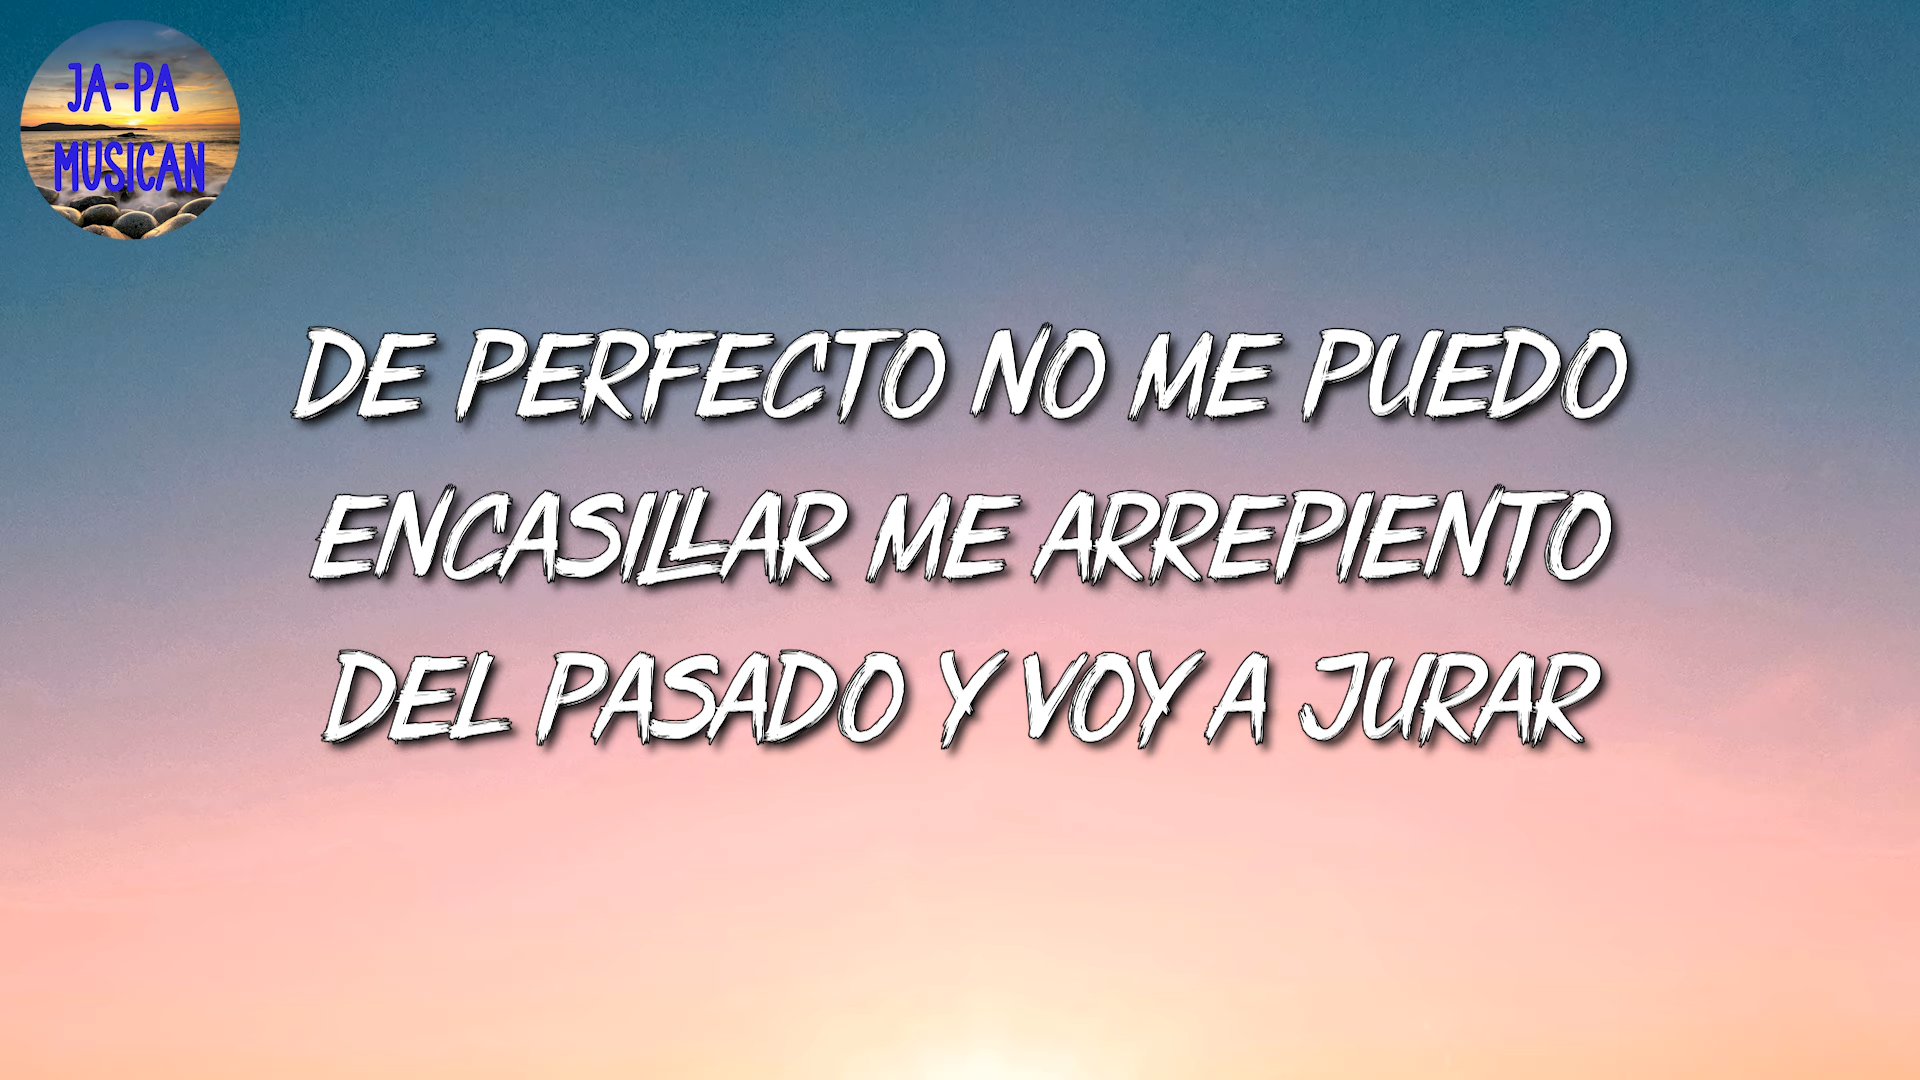 JA-PA
MUSICAN
DE PERFECTO NO ME PUEDO
ENCASILLAR ME ARREPIENTO
DEL PASADO Y VOY A JURAR